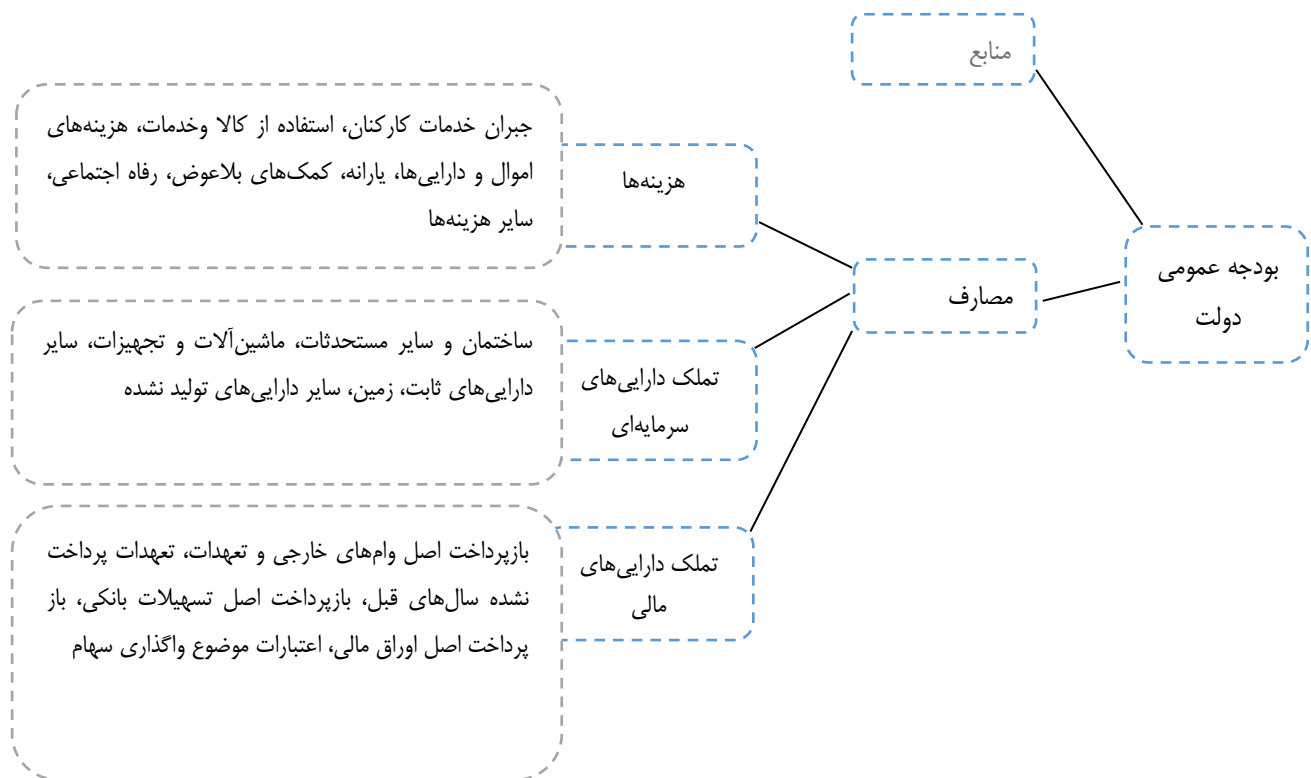 منابع
بودجه عمومی
دولت
مصارف
هزینه‌ها
جبران خدمات کارکنان، استفاده از کالا وخدمات، هزینه‌های
اموال و دارایی‌ها، یارانه، کمک‌های بلاعوض، رفاه اجتماعی،
سایر هزینه‌ها
تملک دارایی‌های
سرمایه‌ای
ساختمان و سایر مستحدثات، ماشین‌آلات و تجهیزات، سایر
دارایی‌های ثابت، زمین، سایر دارایی‌های تولید نشده
تملک دارایی‌های
مالی
بازپرداخت اصل وام‌های خارجی و تعهدات، تعهدات پرداخت
نشده سال‌های قبل، بازپرداخت اصل تسهیلات بانکی، باز
پرداخت اصل اوراق مالی، اعتبارات موضوع واگذاری سهام